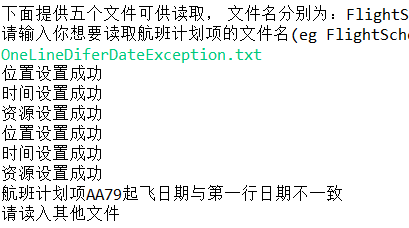 下面提供五个文件可供读取， 文件名分别为：FlightS
请输入你想要读取航班计划项的文件名(eg FlightSche
OneLineDiferDateException.txt
位置设置成功
时间设置成功
资源设置成功
位置设置成功
时间设置成功
资源设置成功
航班计划项AA79起飞日期与第一行日期不一致
请读入其他文件